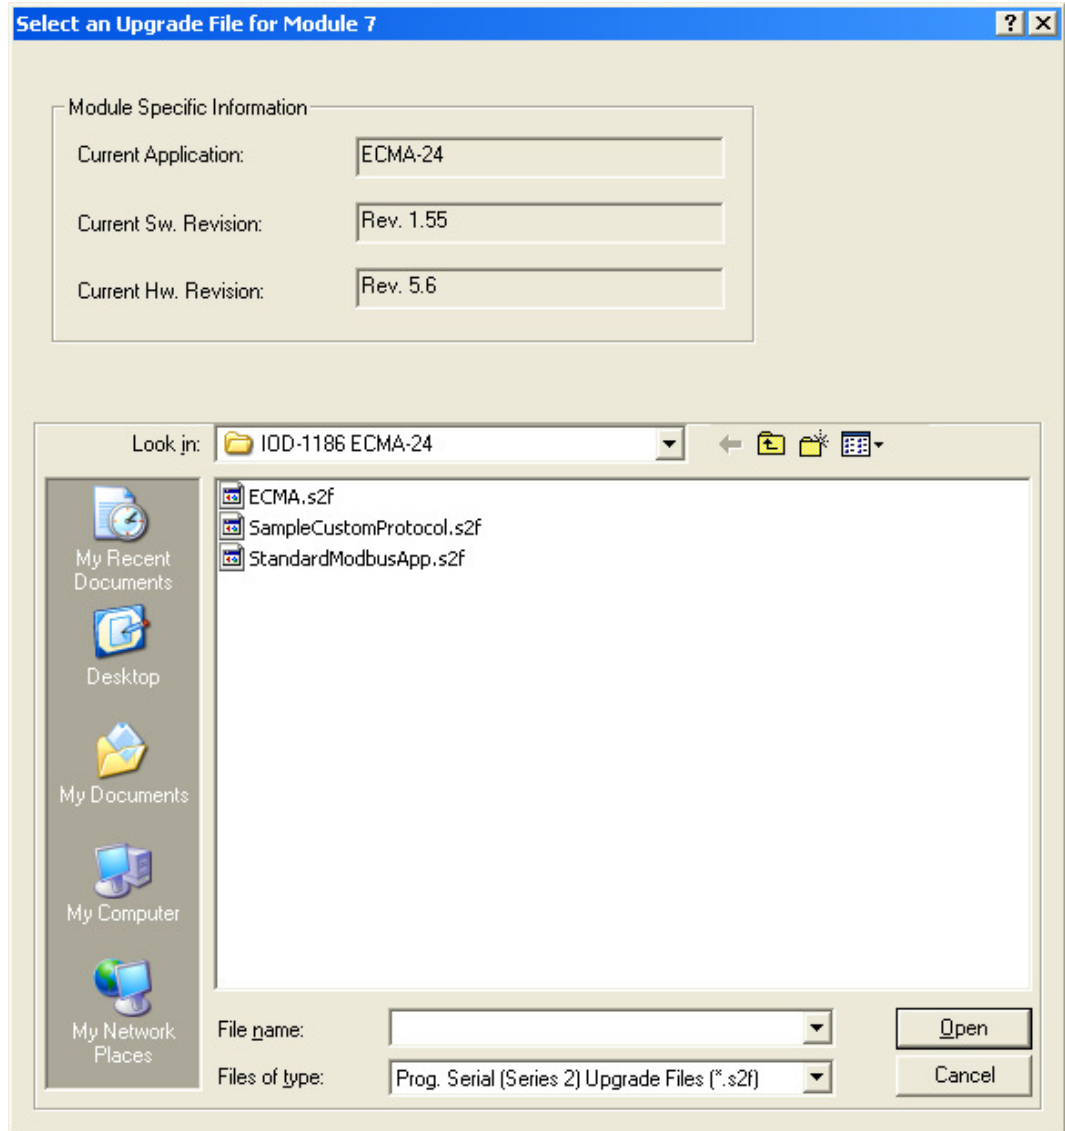 Select an Upgrade File for Module 7
Module Specific Information
Current Application: ECMA-24
Current Sw. Revision: Rev. 1.55
Current Hw. Revision: Rev. 5.6
Look in: IOD-1186 ECMA-24
ECMA.s2f
SampleCustomProtocol.s2f
StandardModbusApp.s2f
My Recent
Documents
Desktop
My Documents
My Computer
My Network
Places
File name:
Open
Files of type: Prog. Serial (Series 2) Upgrade Files (*.s2f)
Cancel